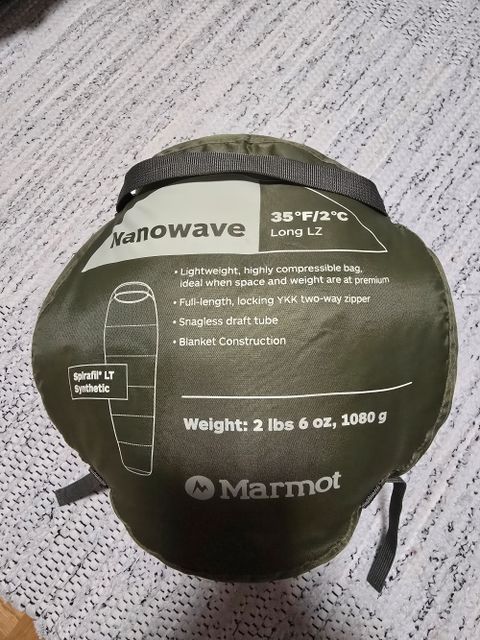 Nanowave
35°F/2°C
Long LZ
• Lightweight, highly compressible bag,
ideal when space and weight are at premium
• Full-length, locking YKK two-way zipper
• Snagless draft tube
• Blanket Construction
Spirafil® LT
Synthetic
Weight: 2 lbs 6 oz, 1080 g
Marmot